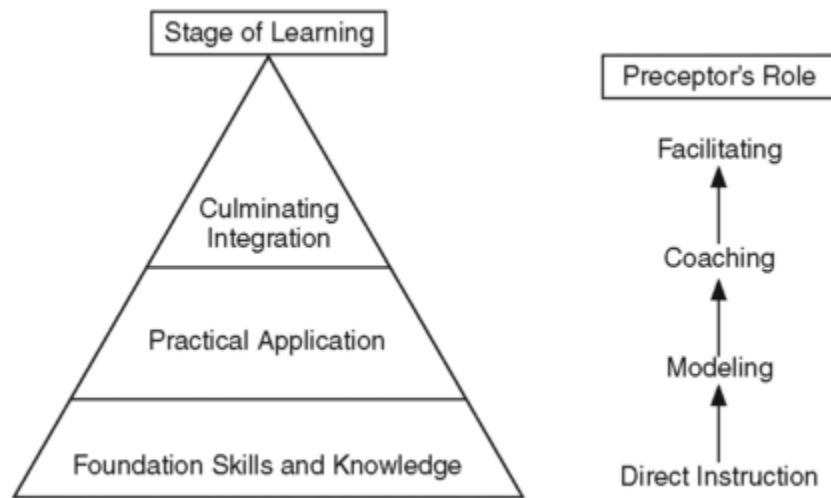 Stage of Learning
Culminating
Integration
Practical Application
Foundation Skills and Knowledge
Preceptor's Role
Facilitating
Coaching
Modeling
Direct Instruction